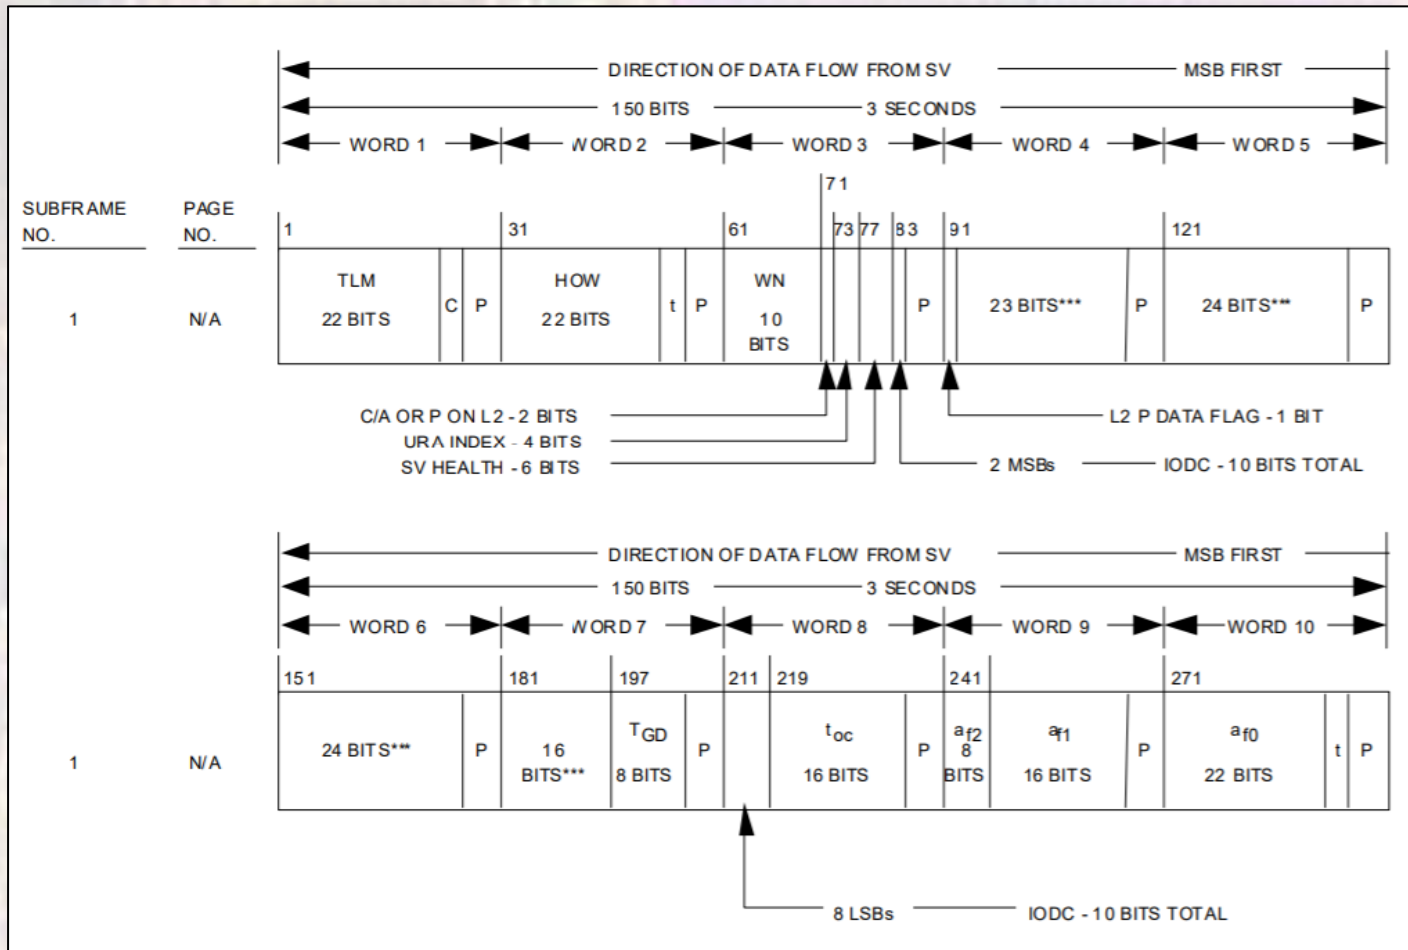 DIRECTION OF DATA FLOW FROM SV MSB FIRST
150 BITS 3 SECONDS
WORD 1 WORD 2 WORD 3 WORD 4 WORD 5
SUBFRAME NO. PAGE NO.
1 31 61 71 73 77 83 91 121
1 N/A
TLM 22 BITS C P
HOW 22 BITS t P
WN 10 BITS P
23 BITS*** P
24 BITS*** P
C/A OR P ON L2 - 2 BITS
URA INDEX - 4 BITS
SV HEALTH - 6 BITS
L2 P DATA FLAG - 1 BIT
2 MSBs IODC - 10 BITS TOTAL
DIRECTION OF DATA FLOW FROM SV MSB FIRST
150 BITS 3 SECONDS
WORD 6 WORD 7 WORD 8 WORD 9 WORD 10
151 181 197 211 219 241 271
1 N/A
24 BITS*** P
16 BITS***
TGD 8 BITS P
toc 16 BITS P
af2 8 BITS
af1 16 BITS P
af0 22 BITS t P
8 LSBs IODC - 10 BITS TOTAL